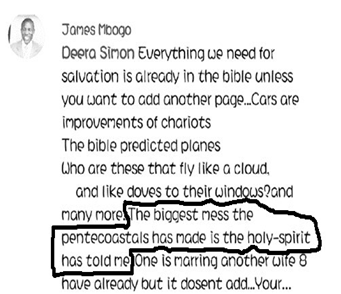 James Mbogo
Deera Simon Everything we need for
salvation is already in the bible unless
you want to add another page...Cars are
improvements of chariots
The bible predicted planes
Who are these that fly like a cloud,
and like doves to their windows?and
many more. The biggest mess the
pentecoastals has made is the holy-spirit
has told me. One is marring another wife 8
have already but it dosent add...Your...